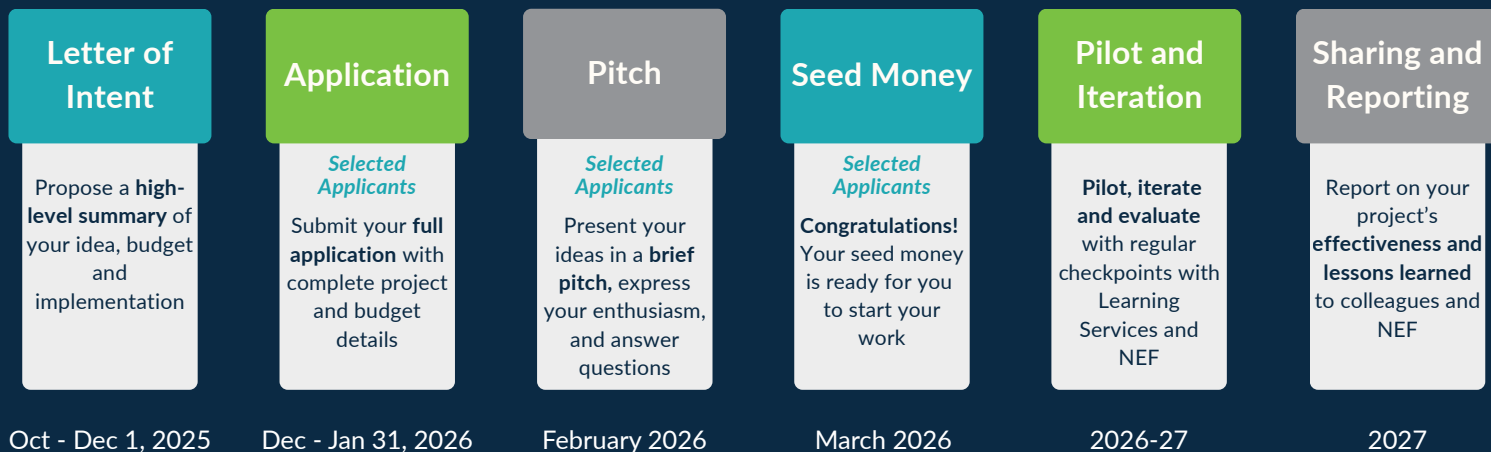 Letter of
Intent
Propose a high-
level summary of
your idea, budget
and
implementation
Oct - Dec 1, 2025
Application
Selected
Applicants
Submit your full
application with
complete project
and budget
details
Dec - Jan 31, 2026
Pitch
Selected
Applicants
Present your
ideas in a brief
pitch, express
your enthusiasm,
and answer
questions
February 2026
Seed Money
Selected
Applicants
Congratulations!
Your seed money
is ready for you
to start your
work
March 2026
Pilot and
Iteration
Pilot, iterate
and evaluate
with regular
checkpoints with
Learning
Services and
NEF
2026-27
Sharing and
Reporting
Report on your
project’s
effectiveness and
lessons learned
to colleagues and
NEF
2027